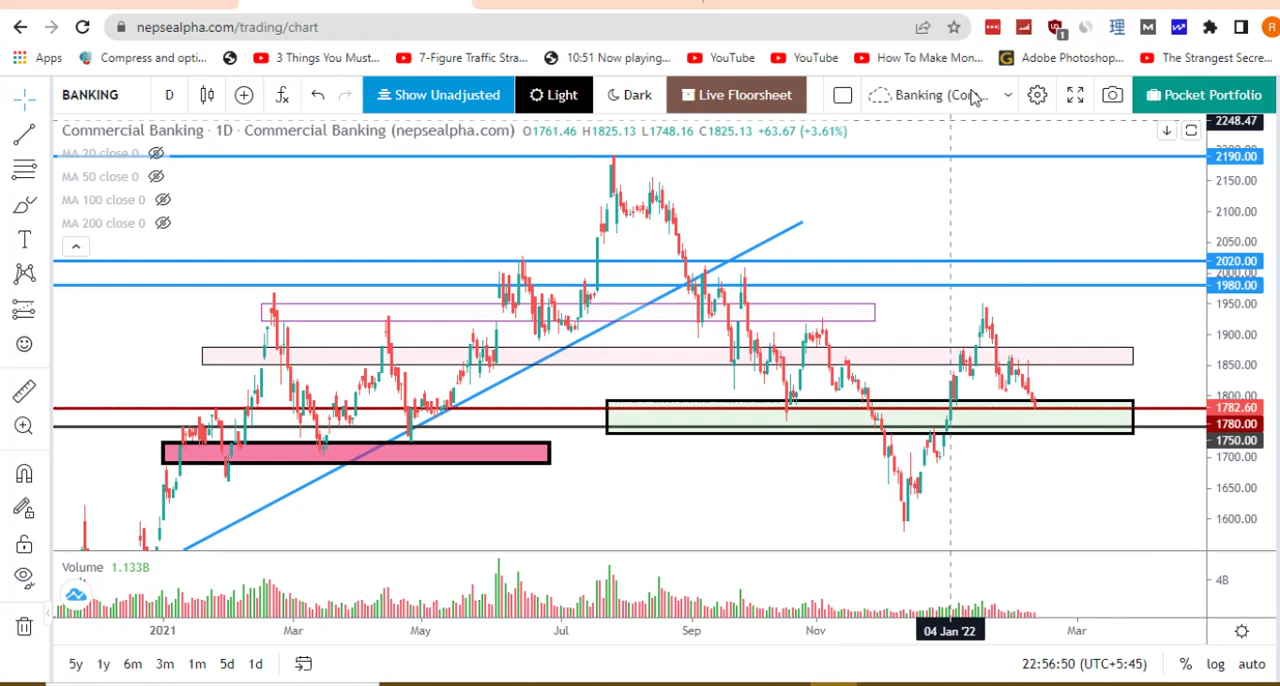 nepsealpha.com/trading/chart
Apps Compress and opti... 3 Things You Must... 7-Figure Traffic Stra... 10:51 Now playing... YouTube YouTube How To Make Mon... Adobe Photoshop... The Strangest Secre...
BANKING D Show Unadjusted Light Dark Live Floorsheet Banking (Co... Pocket Portfolio
Commercial Banking · 1D · Commercial Banking (nepsealpha.com) O1761.46 H1825.13 L1748.16 C1825.13 +63.67 (+3.61%)
MA 20 close 0
MA 50 close 0
MA 100 close 0
MA 200 close 0
2248.47
2190.00
2150.00
2100.00
2050.00
2020.00
2000.00
1980.00
1950.00
1900.00
1850.00
1800.00
1782.60
1780.00
1750.00
1700.00
1650.00
1600.00
Volume 1.133B
4B
2021 Mar May Jul Sep Nov 04 Jan '22 Mar
5y 1y 6m 3m 1m 5d 1d 22:56:50 (UTC+5:45) % log auto